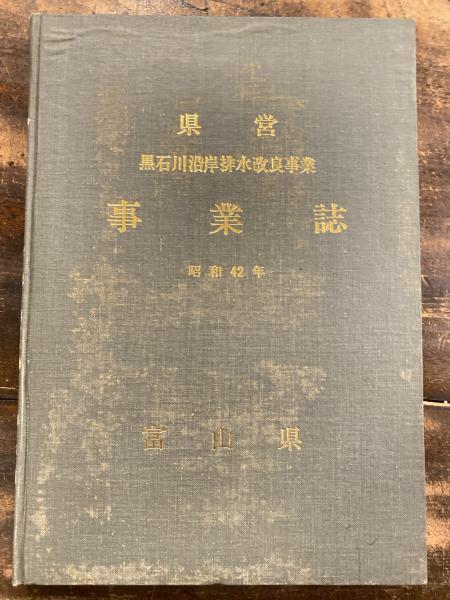 県営
黒石川沿岸排水改良事業
事業誌
昭和42年
富山県